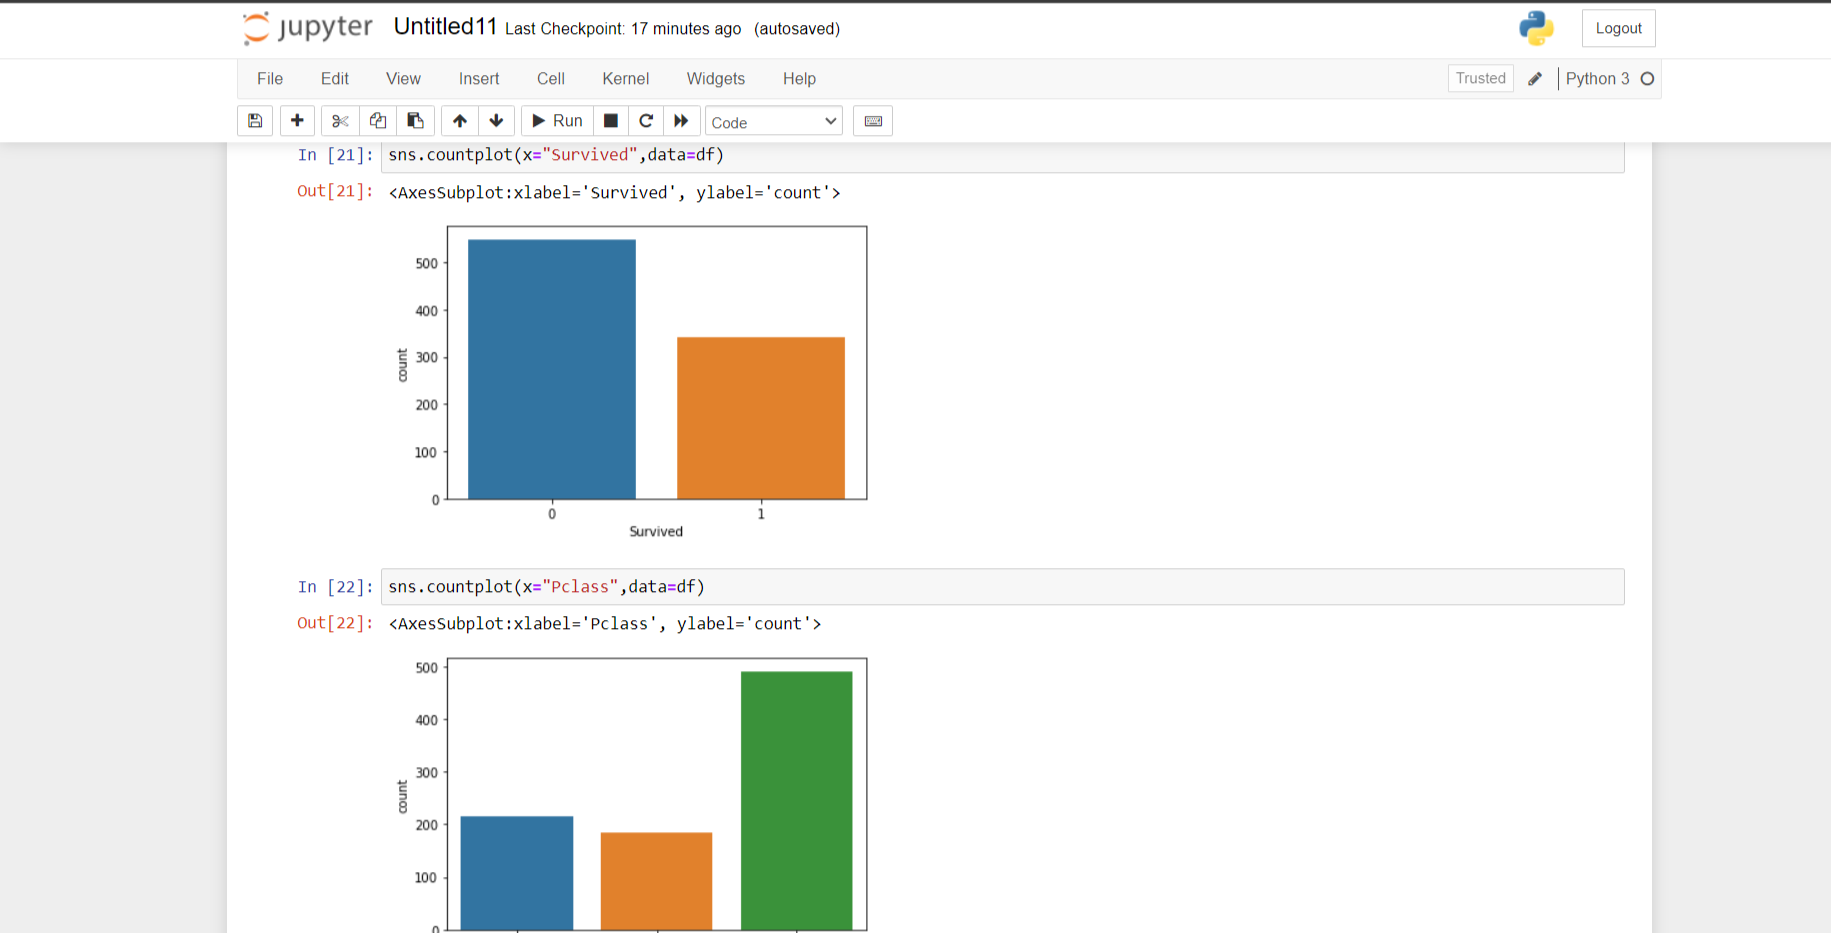 jupyter Untitled11 Last Checkpoint: 17 minutes ago (autosaved) Logout
File Edit View Insert Cell Kernel Widgets Help Trusted Python 3
Run Code
In [21]: sns.countplot(x="Survived",data=df)
Out[21]: <AxesSubplot:xlabel='Survived', ylabel='count'>
500
400
300
200
100
0
count
0 1
Survived
In [22]: sns.countplot(x="Pclass",data=df)
Out[22]: <AxesSubplot:xlabel='Pclass', ylabel='count'>
500
400
300
200
100
0
count